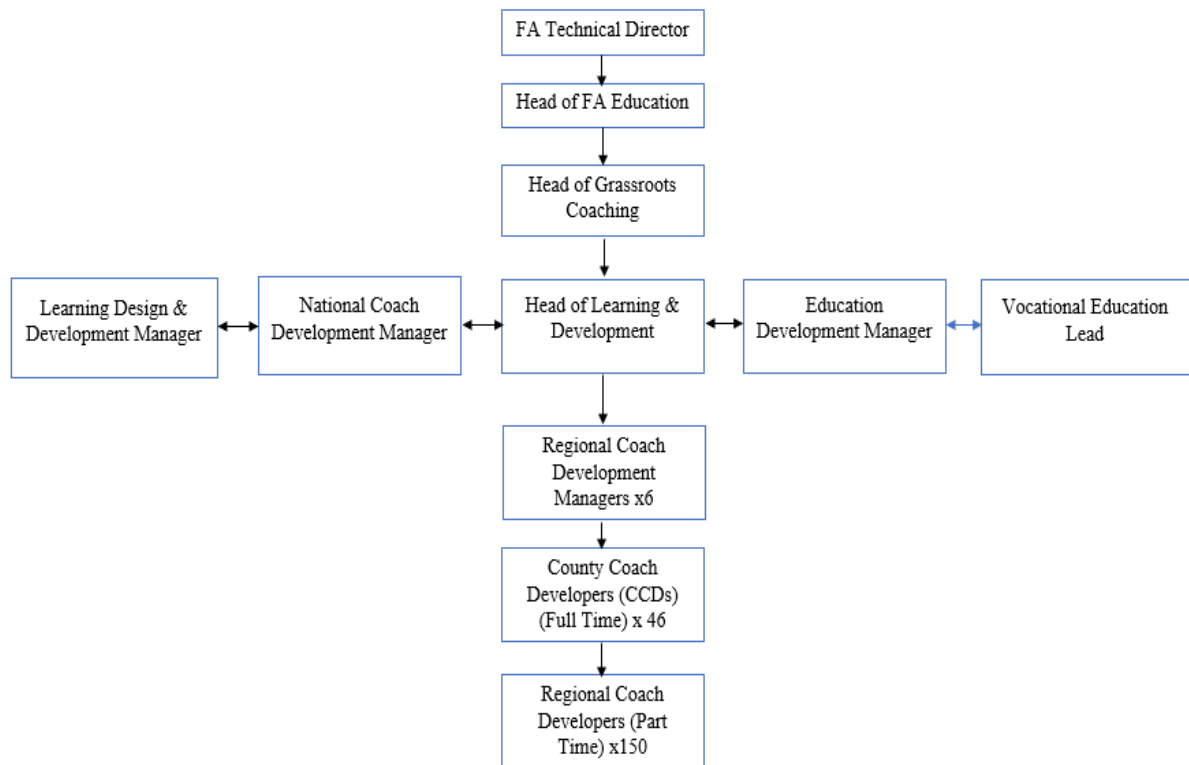 FA Technical Director
Head of FA Education
Head of Grassroots
Coaching
Learning Design &
Development Manager
National Coach
Development Manager
Head of Learning &
Development
Education
Development Manager
Vocational Education
Lead
Regional Coach
Development
Managers x6
County Coach
Developers (CCDs)
(Full Time) x 46
Regional Coach
Developers (Part
Time) x150